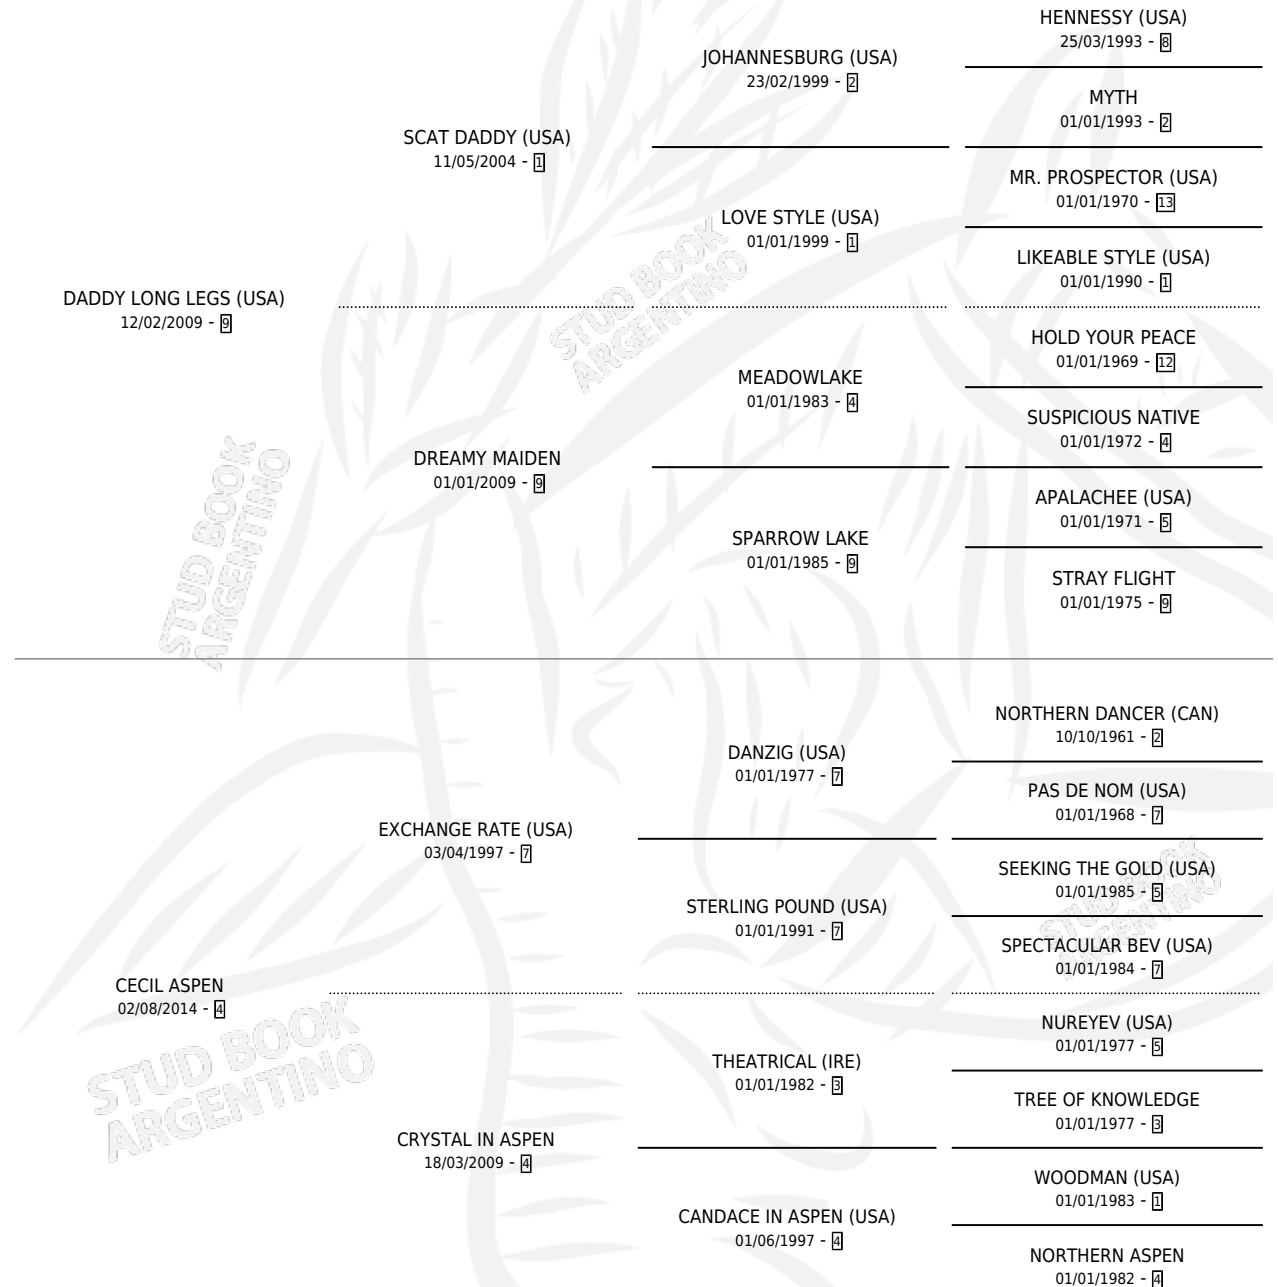 HENNESSY (USA)
25/03/1993 - 8
JOHANNESBURG (USA)
23/02/1999 - 2
MYTH
01/01/1993 - 2
SCAT DADDY (USA)
11/05/2004 - 1
MR. PROSPECTOR (USA)
01/01/1970 - 13
LOVE STYLE (USA)
01/01/1999 - 1
LIKEABLE STYLE (USA)
01/01/1990 - 1
DADDY LONG LEGS (USA)
12/02/2009 - 9
HOLD YOUR PEACE
01/01/1969 - 12
MEADOWLAKE
01/01/1983 - 4
SUSPICIOUS NATIVE
01/01/1972 - 4
DREAMY MAIDEN
01/01/2009 - 9
APALACHEE (USA)
01/01/1971 - 5
SPARROW LAKE
01/01/1985 - 9
STRAY FLIGHT
01/01/1975 - 9
STUD BOOK
ARGENTINO
STUD BOOK
ARGENTINO
NORTHERN DANCER (CAN)
10/10/1961 - 2
DANZIG (USA)
01/01/1977 - 7
PAS DE NOM (USA)
01/01/1968 - 7
EXCHANGE RATE (USA)
03/04/1997 - 7
SEEKING THE GOLD (USA)
01/01/1985 - 5
STERLING POUND (USA)
01/01/1991 - 7
SPECTACULAR BEV (USA)
01/01/1984 - 7
CECIL ASPEN
02/08/2014 - 4
NUREYEV (USA)
01/01/1977 - 5
THEATRICAL (IRE)
01/01/1982 - 3
TREE OF KNOWLEDGE
01/01/1977 - 3
CRYSTAL IN ASPEN
18/03/2009 - 4
WOODMAN (USA)
01/01/1983 - 1
CANDACE IN ASPEN (USA)
01/06/1997 - 4
NORTHERN ASPEN
01/01/1982 - 4
STUD BOOK
ARGENTINO
STUD BOOK
ARGENTINO